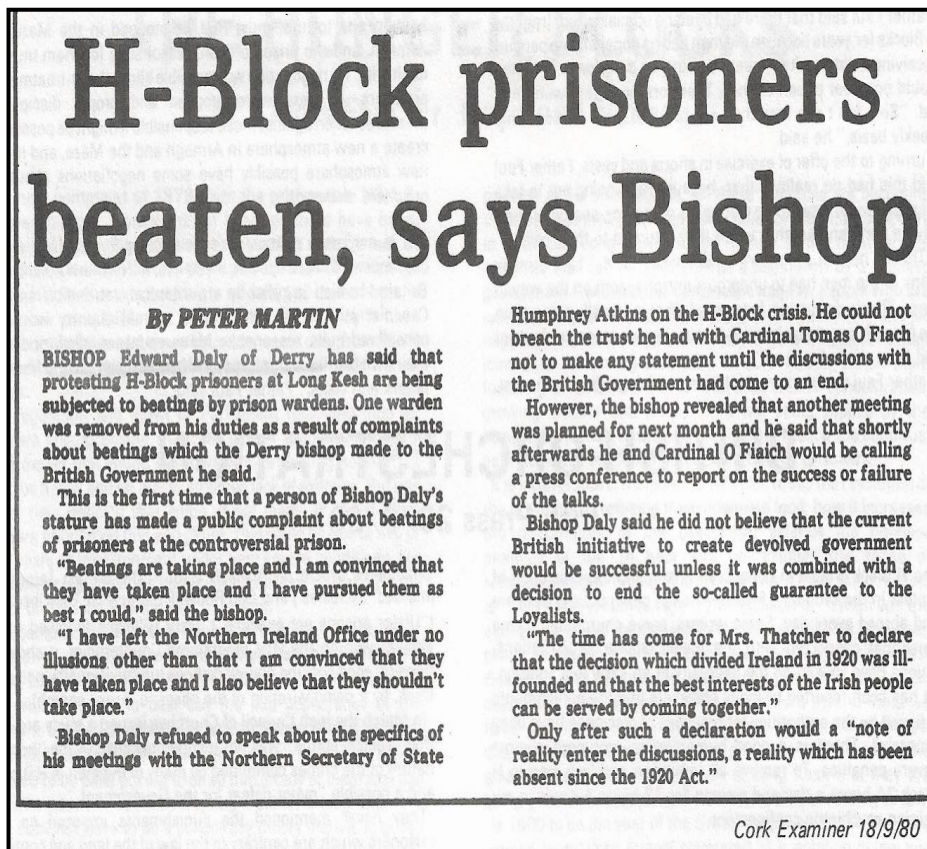 H-Block prisoners
beaten, says Bishop
By PETER MARTIN
BISHOP Edward Daly of Derry has said that
protesting H-Block prisoners at Long Kesh are being
subjected to beatings by prison wardens. One warden
was removed from his duties as a result of complaints
about beatings which the Derry bishop made to the
British Government he said.
This is the first time that a person of Bishop Daly's
stature has made a public complaint about beatings
of prisoners at the controversial prison.
“Beatings are taking place and I am convinced that
they have taken place and I have pursued them as
best I could,” said the bishop.
“I have left the Northern Ireland Office under no
illusions other than that I am convinced that they
have taken place and I also believe that they shouldn't
take place.”
Bishop Daly refused to speak about the specifics of
his meetings with the Northern Secretary of State
Humphrey Atkins on the H-Block crisis. He could not
breach the trust he had with Cardinal Tomas O Fiach
not to make any statement until the discussions with
the British Government had come to an end.
However, the bishop revealed that another meeting
was planned for next month and he said that shortly
afterwards he and Cardinal O Fiaich would be calling
a press conference to report on the success or failure
of the talks.
Bishop Daly said he did not believe that the current
British initiative to create devolved government
would be successful unless it was combined with a
decision to end the so-called guarantee to the
Loyalists.
“The time has come for Mrs. Thatcher to declare
that the decision which divided Ireland in 1920 was ill-
founded and that the best interests of the Irish people
can be served by coming together.”
Only after such a declaration would a “note of
reality enter the discussions, a reality which has been
absent since the 1920 Act.”
Cork Examiner 18/9/80